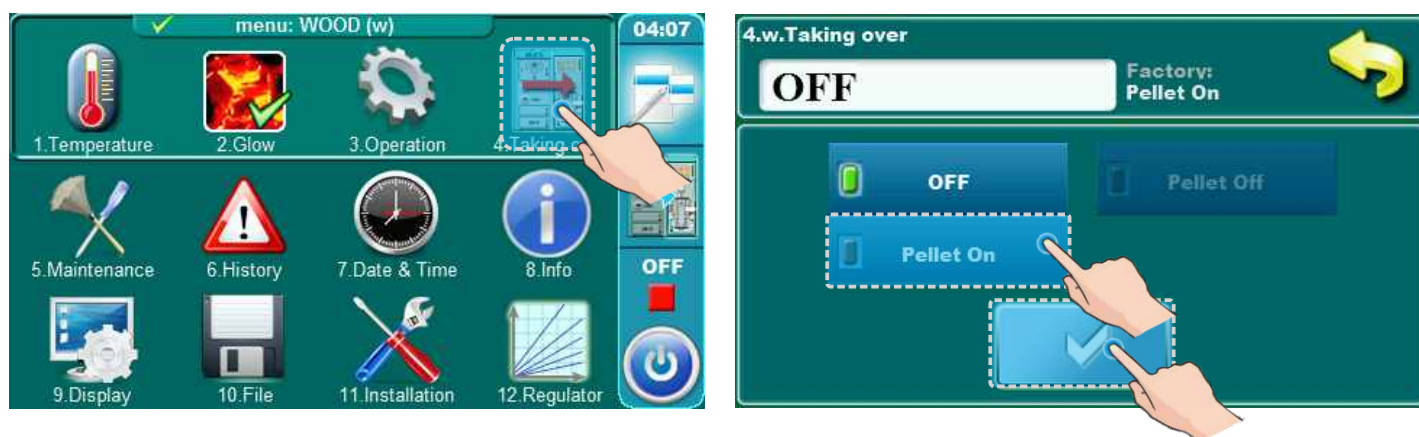 menu: WOOD (w)
04:07
1.Temperature
2.Glow
3.Operation
4.Taking
5.Maintenance
6.History
7.Date & Time
8.Info
OFF
9.Display
10.File
11.Installation
12.Regulator
4.w.Taking over
OFF
Factory:
Pellet On
OFF
Pellet Off
Pellet On